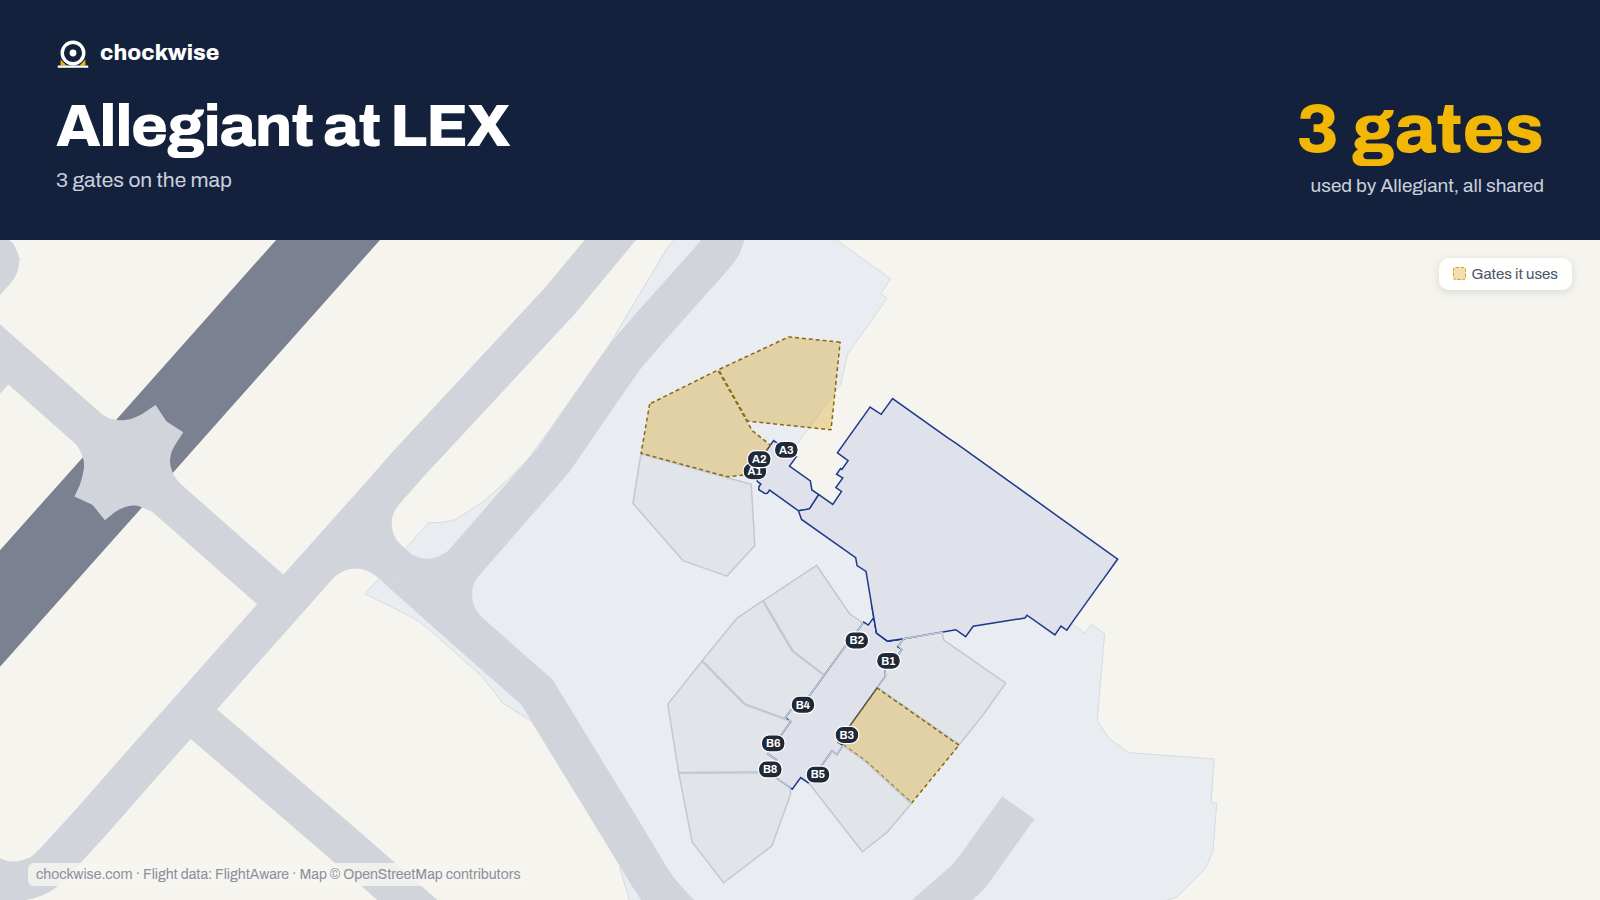 chockwise
Allegiant at LEX
3 gates on the map
3 gates
used by Allegiant, all shared
Gates it uses
A3
A2
A1
B2
B1
B4
B3
B6
B8
B5
chockwise.com · Flight data: FlightAware · Map © OpenStreetMap contributors